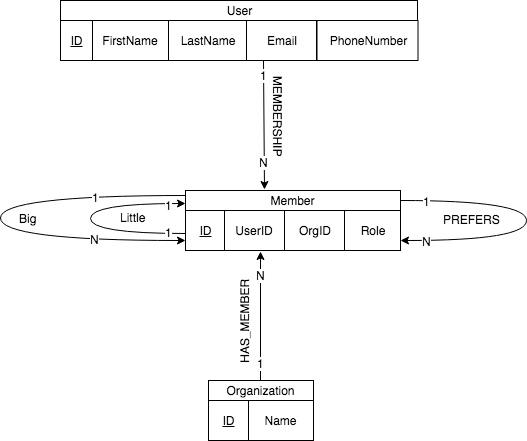 User
ID FirstName LastName Email PhoneNumber
1
MEMBERSHIP
N
1 Member 1
Big 1 Little PREFERS
N 1 ID UserID OrgID Role N
N
HAS_MEMBER
1
Organization
ID Name